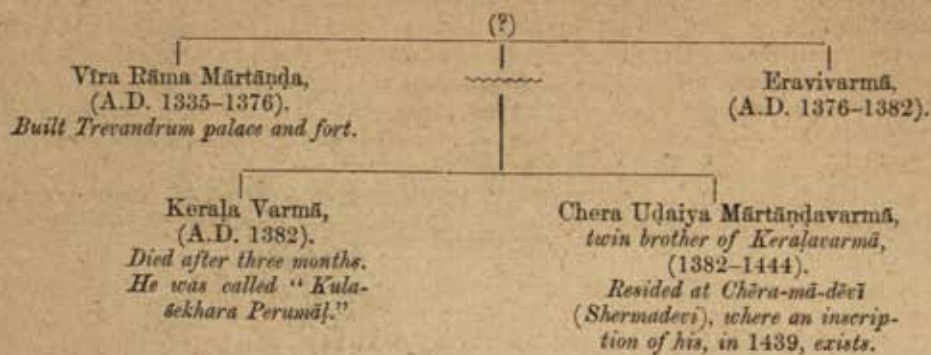 (?)
Vīra Rāma Mārtāṇḍa,
(A.D. 1335–1376).
Built Trevandrum palace and fort.
Eravivarmā,
(A.D. 1376–1382).
Keraḷa Varmā,
(A.D. 1382).
Died after three months.
He was called “ Kula-
śekhara Perumāḷ.”
Chera Uḍaiya Mārtāṇḍavarmā,
twin brother of Keraḷavarmā,
(1382–1444).
Resided at Chēra-mā-dēvī
(Shermadevi), where an inscrip-
tion of his, in 1439, exists.